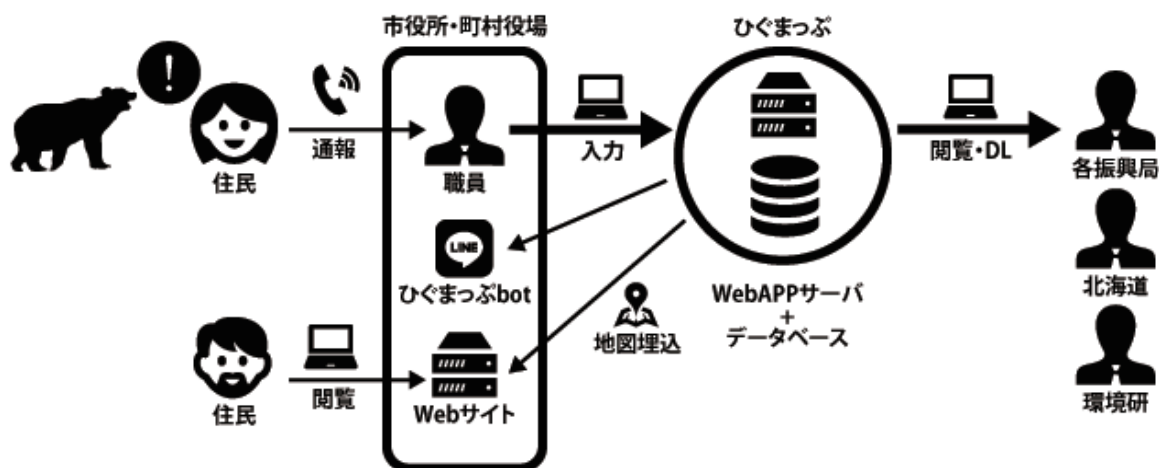 市役所・町村役場
ひぐまっぷ
!
通報
入力
閲覧・DL
住民
職員
各振興局
LINE
ひぐまっぷbot
WebAPPサーバ
+
データベース
北海道
地図埋込
閲覧
住民
Webサイト
環境研